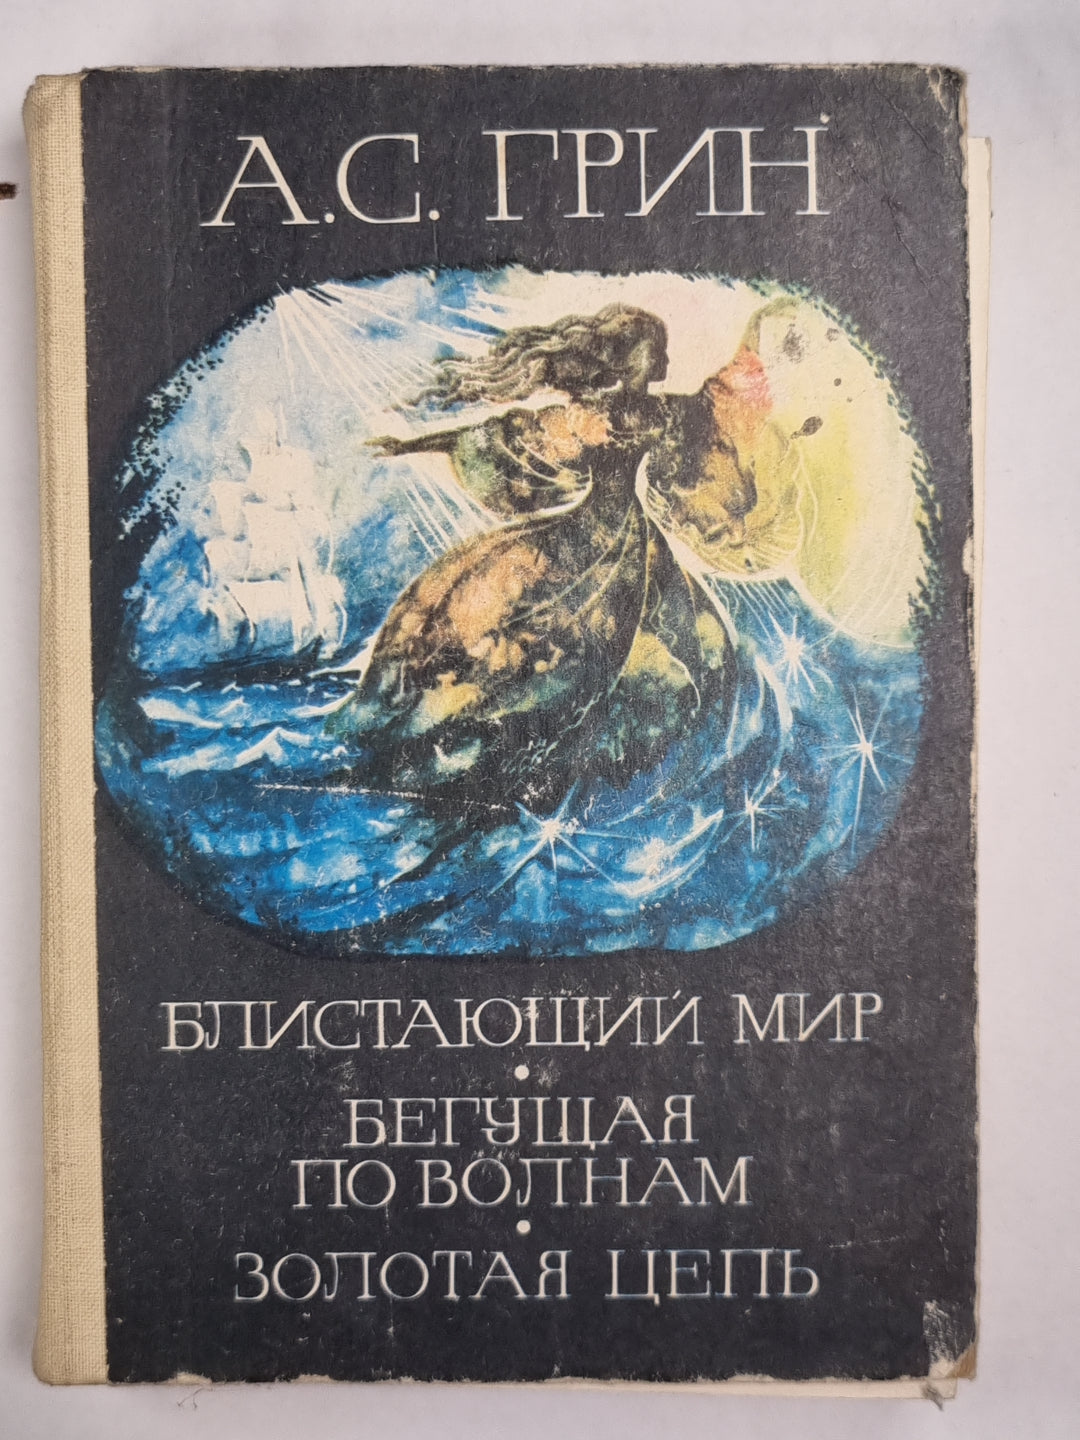 А.С. ГРИН
БЛИСТАЮЩИЙ МИР
•
БЕГУЩАЯ
ПО ВОЛНАМ
•
ЗОЛОТАЯ ЦЕПЬ